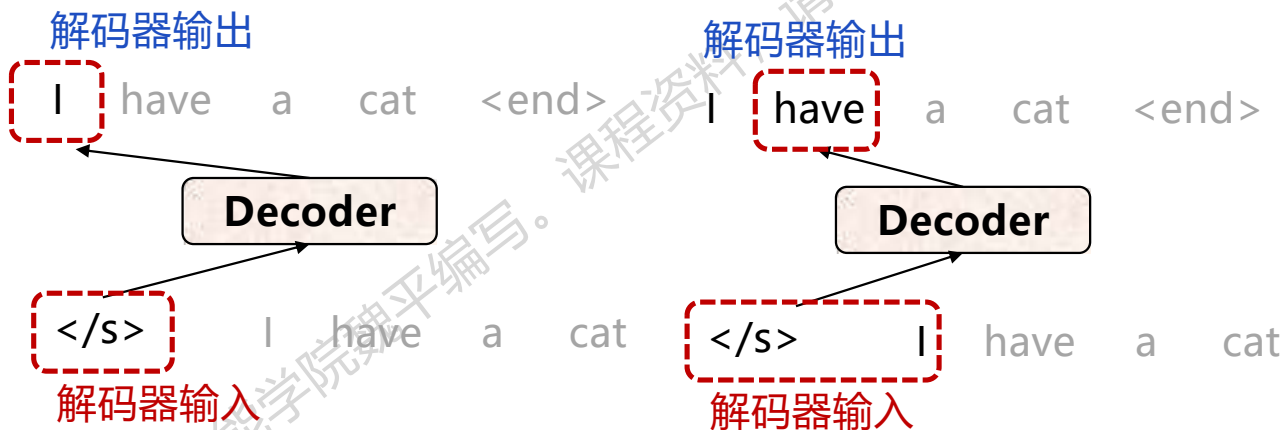 解码器输出
I have a cat <end>
Decoder
</s> I have a cat
解码器输入
解码器输出
I have a cat <end>
Decoder
</s> I have a cat
解码器输入
学院魏平编写。课程资料，请